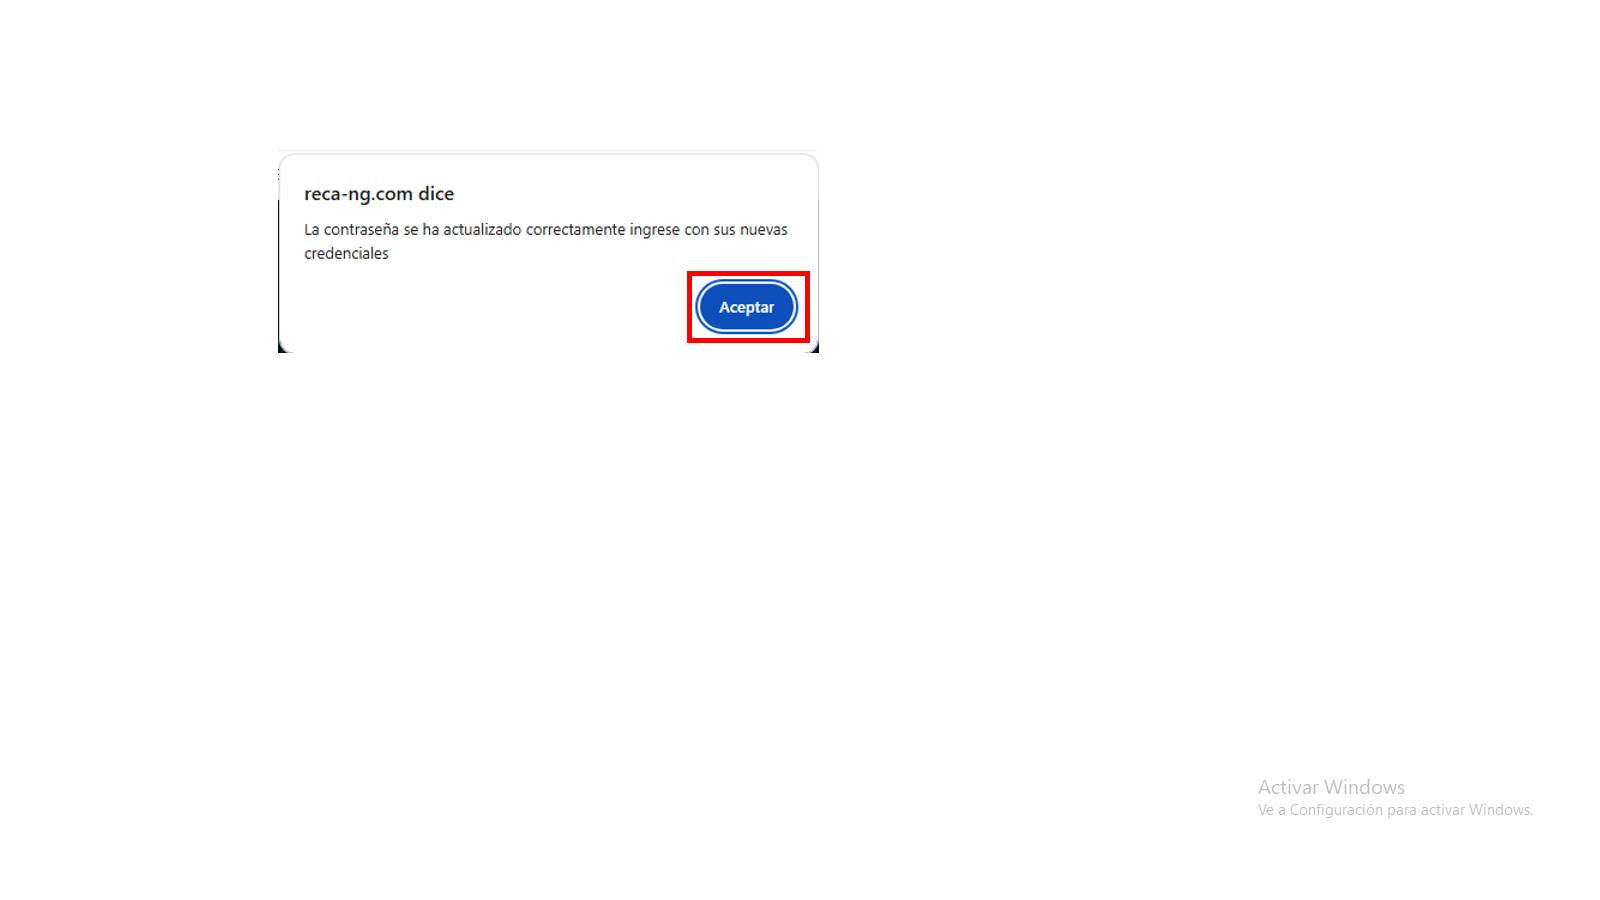 reca-ng.com dice
La contraseña se ha actualizado correctamente ingrese con sus nuevas
credenciales
Aceptar
Activar Windows
Ve a Configuración para activar Windows.